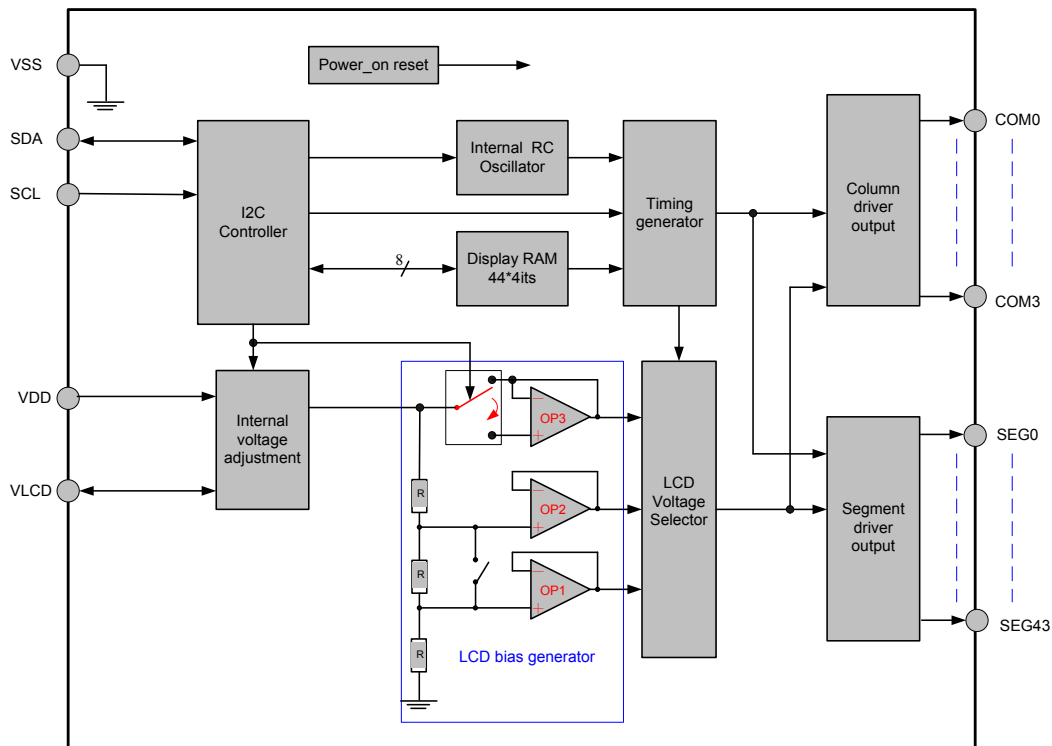 VSS
Power_on reset
SDA
SCL
I2C
Controller
Internal RC
Oscillator
8
Display RAM
44*4its
Timing
generator
Column
driver
output
COM0
COM3
VDD
VLCD
Internal
voltage
adjustment
R
R
R
OP3
OP2
OP1
LCD bias generator
LCD
Voltage
Selector
Segment
driver
output
SEG0
SEG43